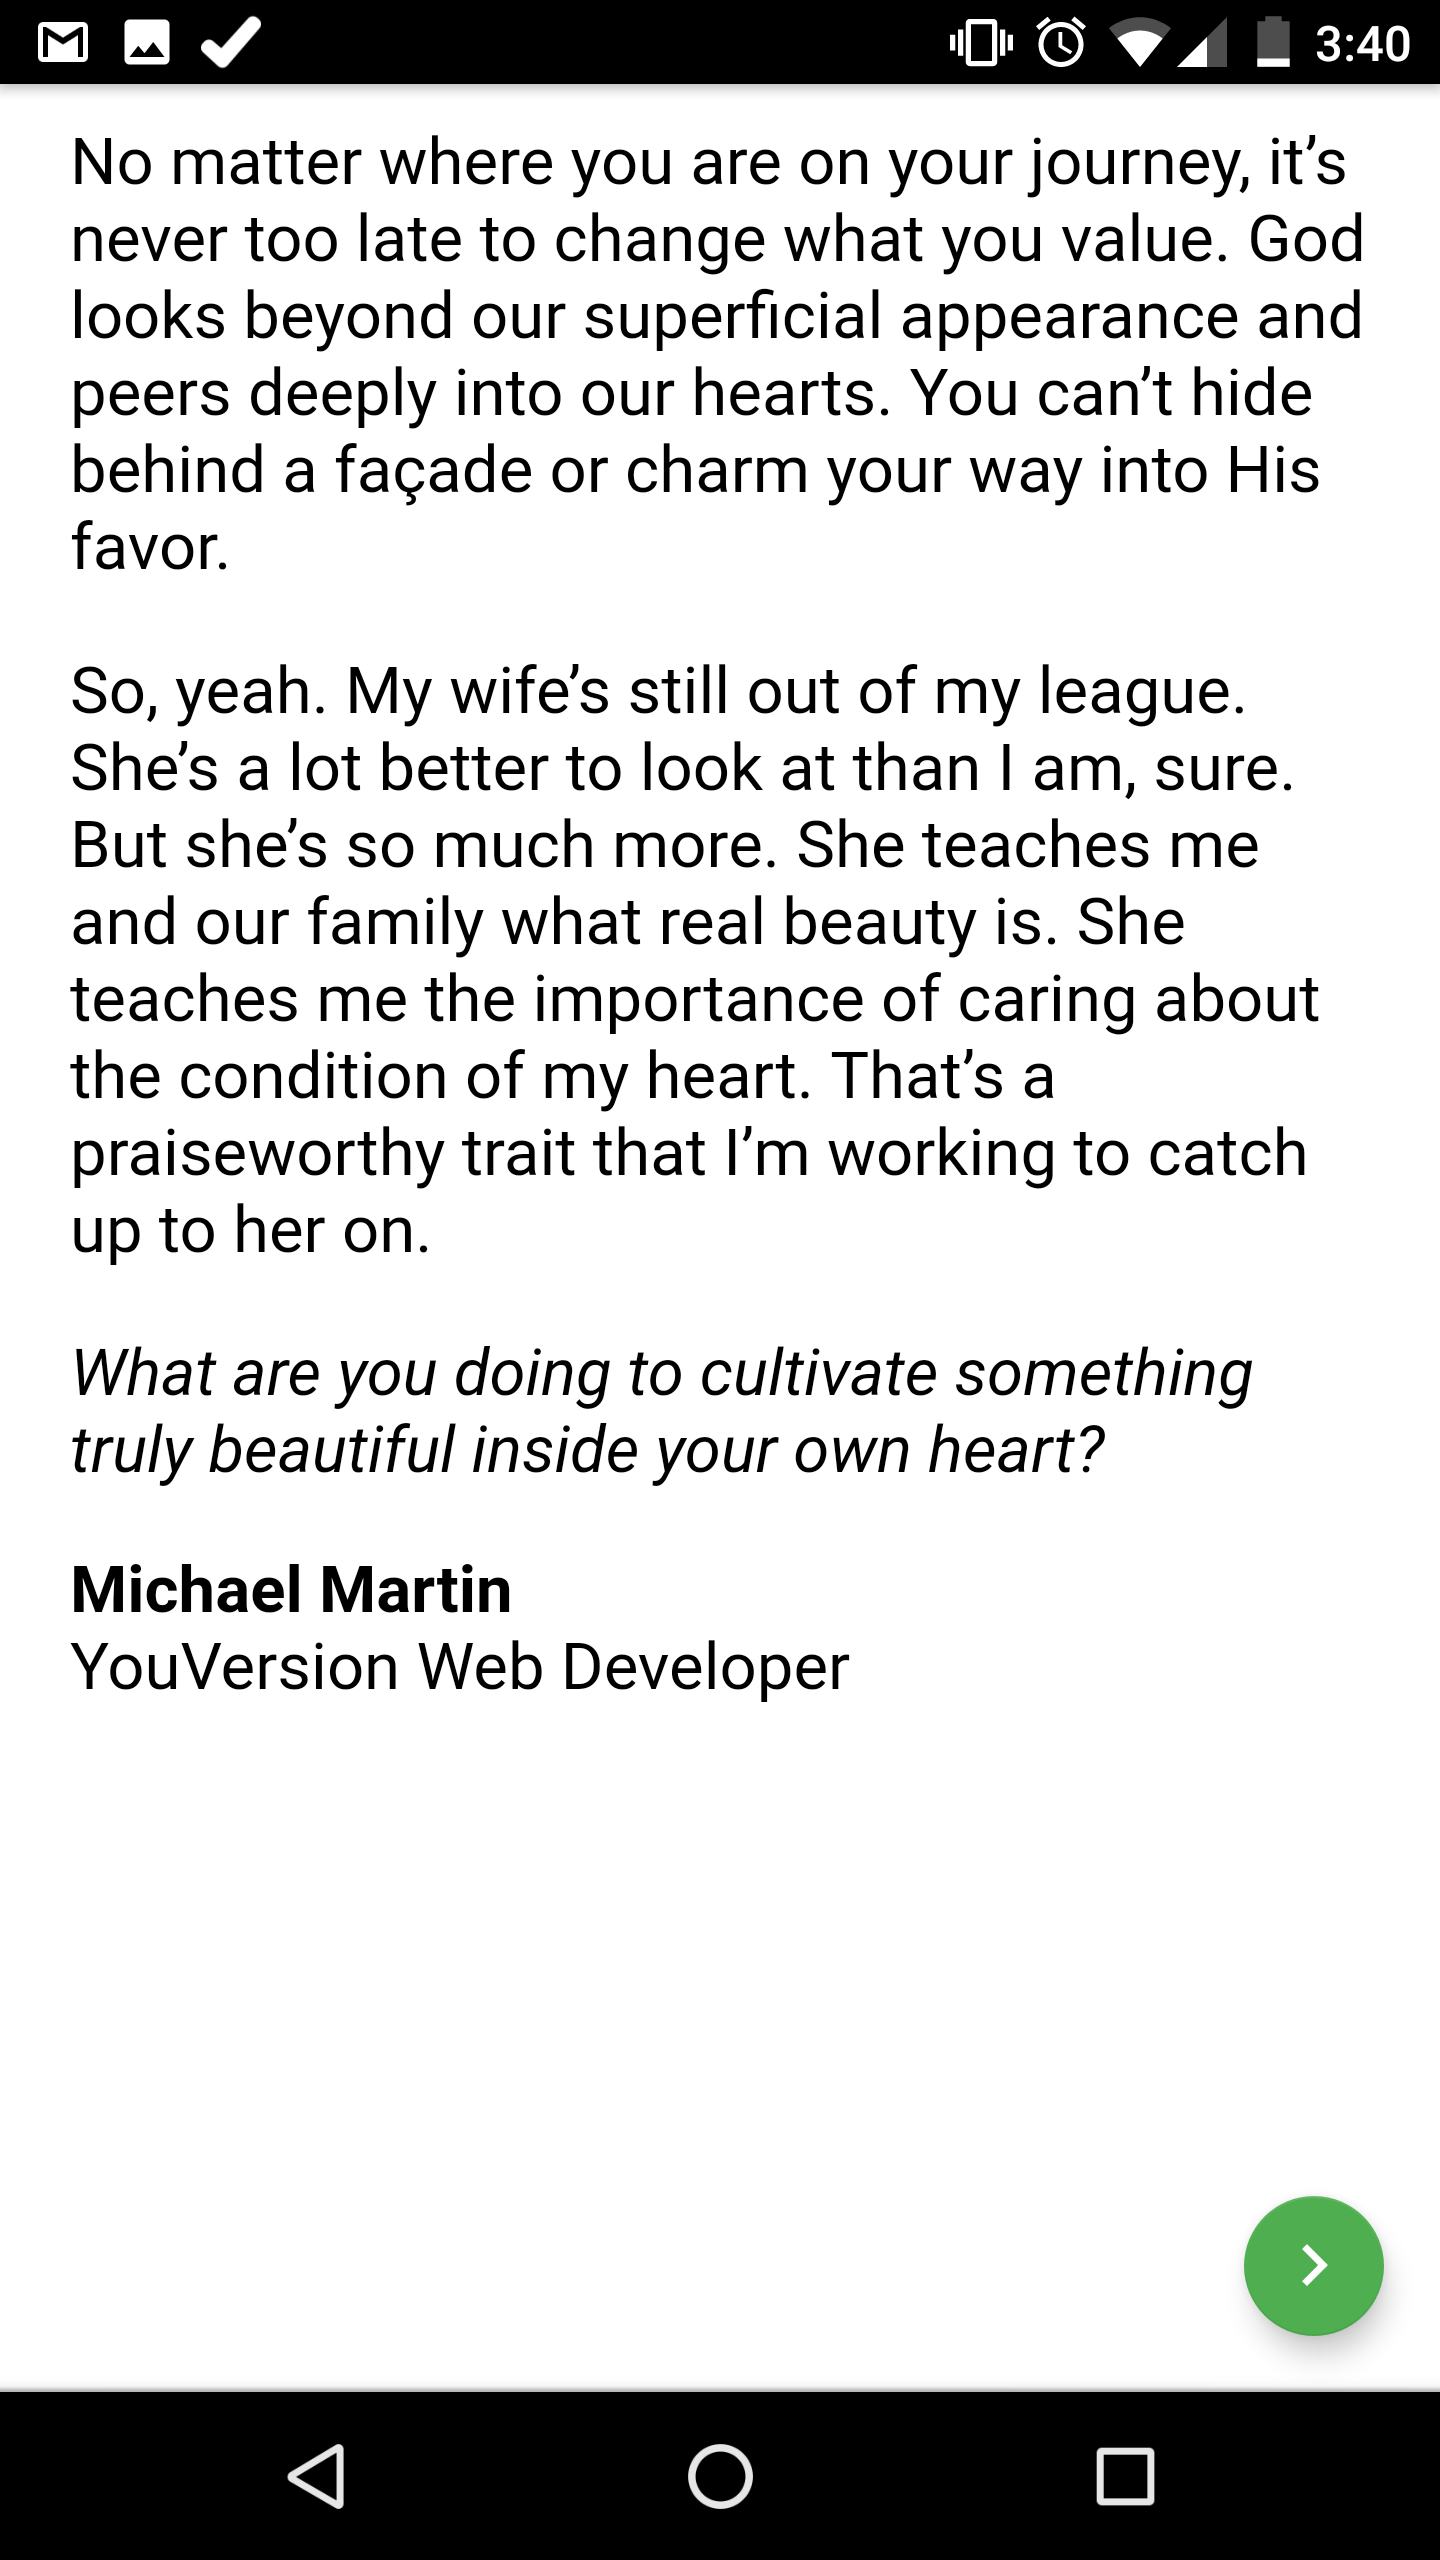 3:40
No matter where you are on your journey, it’s
never too late to change what you value. God
looks beyond our superficial appearance and
peers deeply into our hearts. You can’t hide
behind a façade or charm your way into His
favor.
So, yeah. My wife’s still out of my league.
She’s a lot better to look at than I am, sure.
But she’s so much more. She teaches me
and our family what real beauty is. She
teaches me the importance of caring about
the condition of my heart. That’s a
praiseworthy trait that I’m working to catch
up to her on.
What are you doing to cultivate something
truly beautiful inside your own heart?
Michael Martin
YouVersion Web Developer